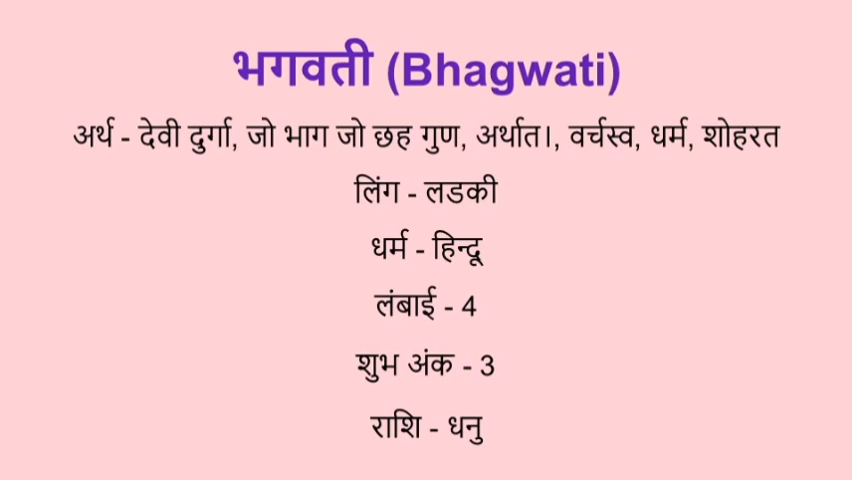 भगवती (Bhagwati)
अर्थ - देवी दुर्गा, जो भाग जो छह गुण, अर्थात।, वर्चस्व, धर्म, शोहरत
लिंग - लडकी
धर्म - हिन्दू
लंबाई - 4
शुभ अंक - 3
राशि - धनु